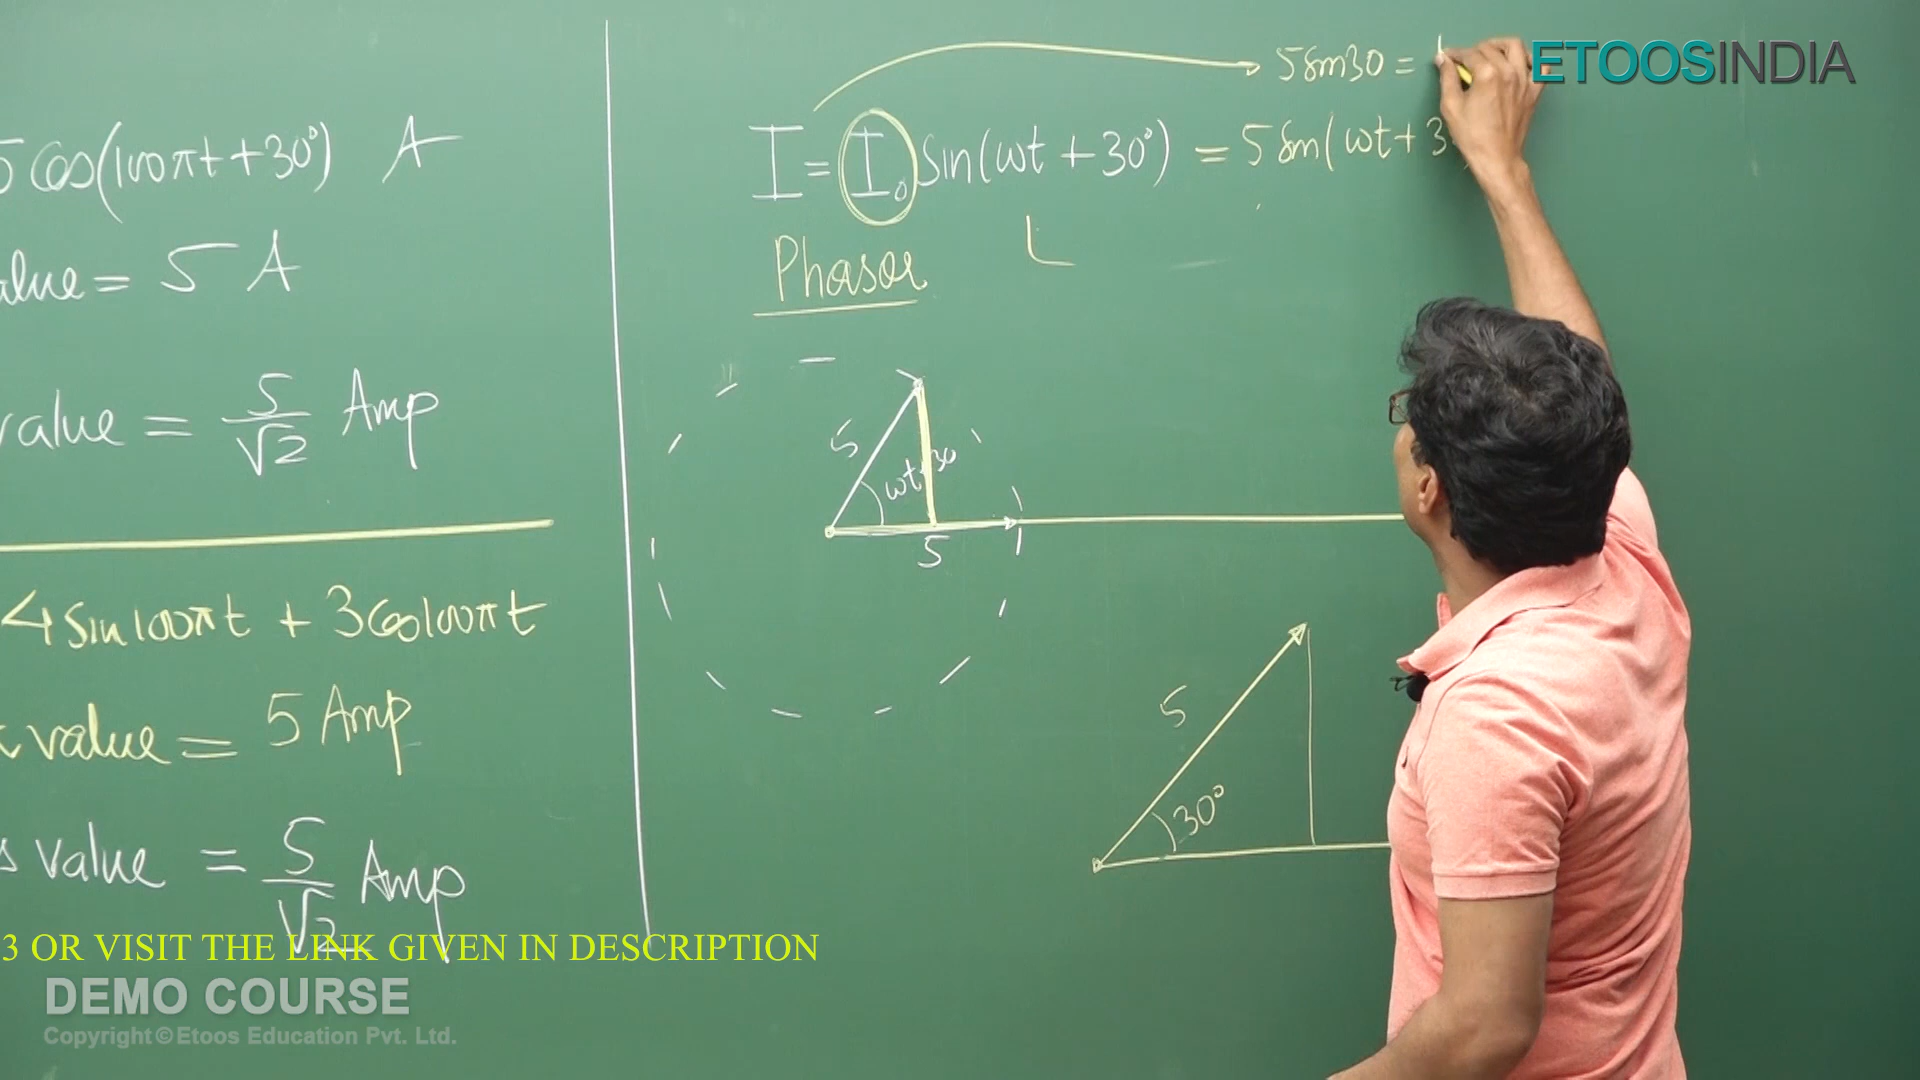 5 cos(100πt+30°) A
alue = 5 A
value = 5/√2 Amp
4 sin 100πt + 3 cos 100πt
value = 5 Amp
value = 5/√2 Amp
5 sin 30 =
I = I₀ sin(ωt + 30°) = 5 sin(ωt + 3
Phasor
5
ωt+30
5
5
30°
ETOOSINDIA
3 OR VISIT THE LINK GIVEN IN DESCRIPTION
DEMO COURSE
Copyright © Etoos Education Pvt. Ltd.